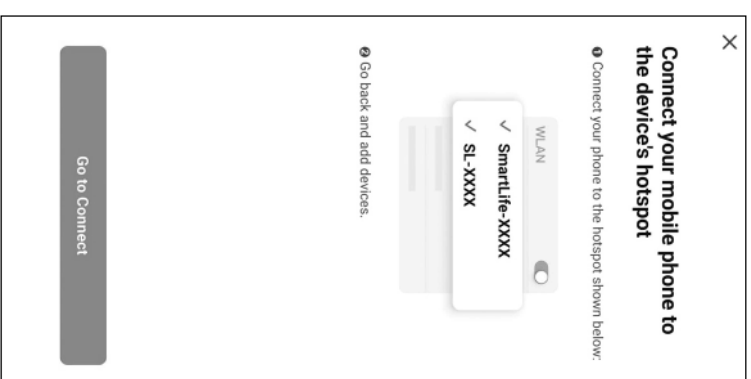 Connect your mobile phone to
the device's hotspot
❶ Connect your phone to the hotspot shown below:
WLAN
✓ SmartLife-XXXX
✓ SL-XXXX
❷ Go back and add devices.
Go to Connect